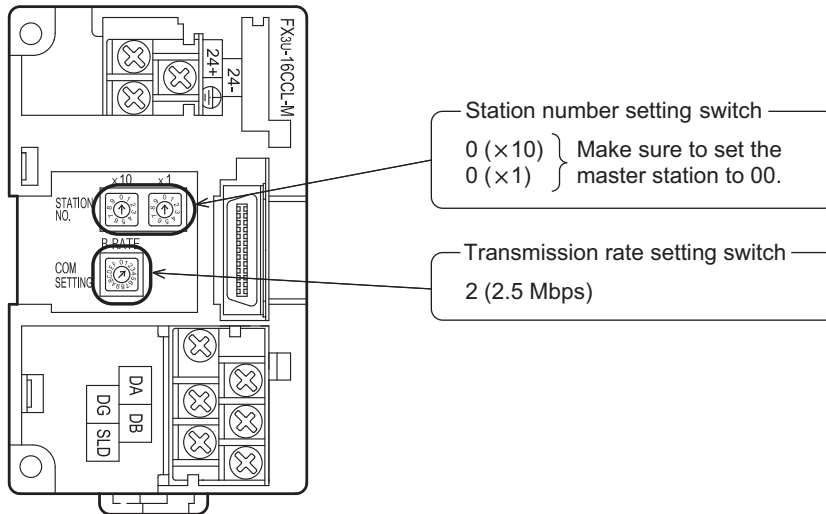 FX3U-16CCL-M
24+
24-
Station number setting switch
0 (×10)
0 (×1)
Make sure to set the
master station to 00.
×10
×1
STATION
NO.
B RATE
COM
SETTING
Transmission rate setting switch
2 (2.5 Mbps)
DA
DG
DB
SLD